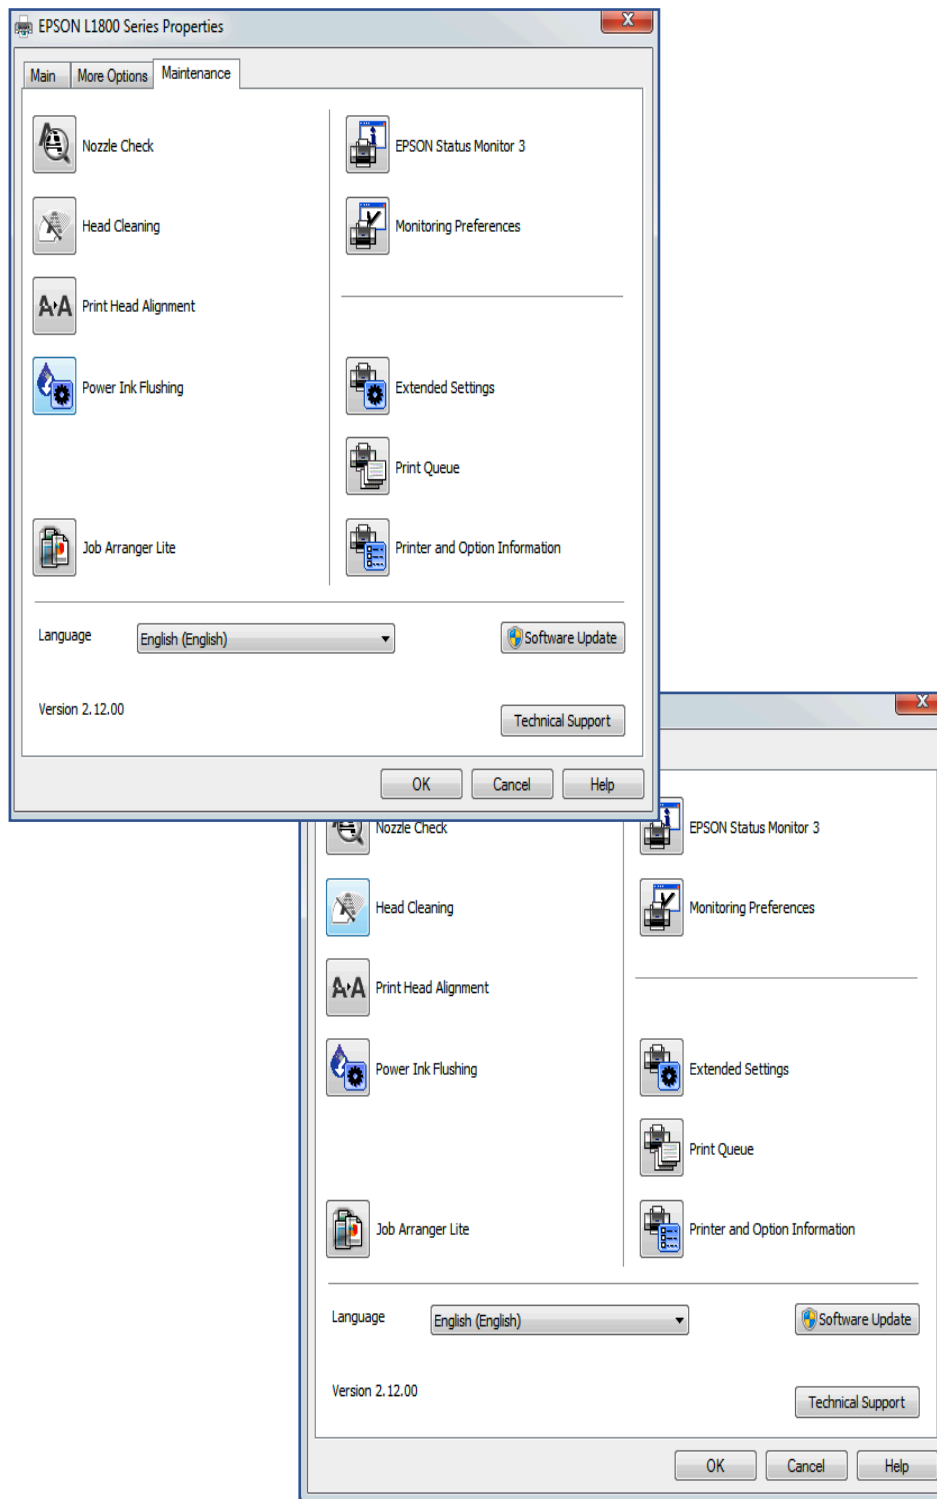 EPSON L1800 Series Properties
X
Main
More Options
Maintenance
Nozzle Check
EPSON Status Monitor 3
Head Cleaning
Monitoring Preferences
A A
Print Head Alignment
Power Ink Flushing
Extended Settings
Print Queue
Job Arranger Lite
Printer and Option Information
Language
English (English)
Software Update
Version 2.12.00
Technical Support
OK
Cancel
Help
X
Nozzle Check
EPSON Status Monitor 3
Head Cleaning
Monitoring Preferences
A A
Print Head Alignment
Power Ink Flushing
Extended Settings
Print Queue
Job Arranger Lite
Printer and Option Information
Language
English (English)
Software Update
Version 2.12.00
Technical Support
OK
Cancel
Help